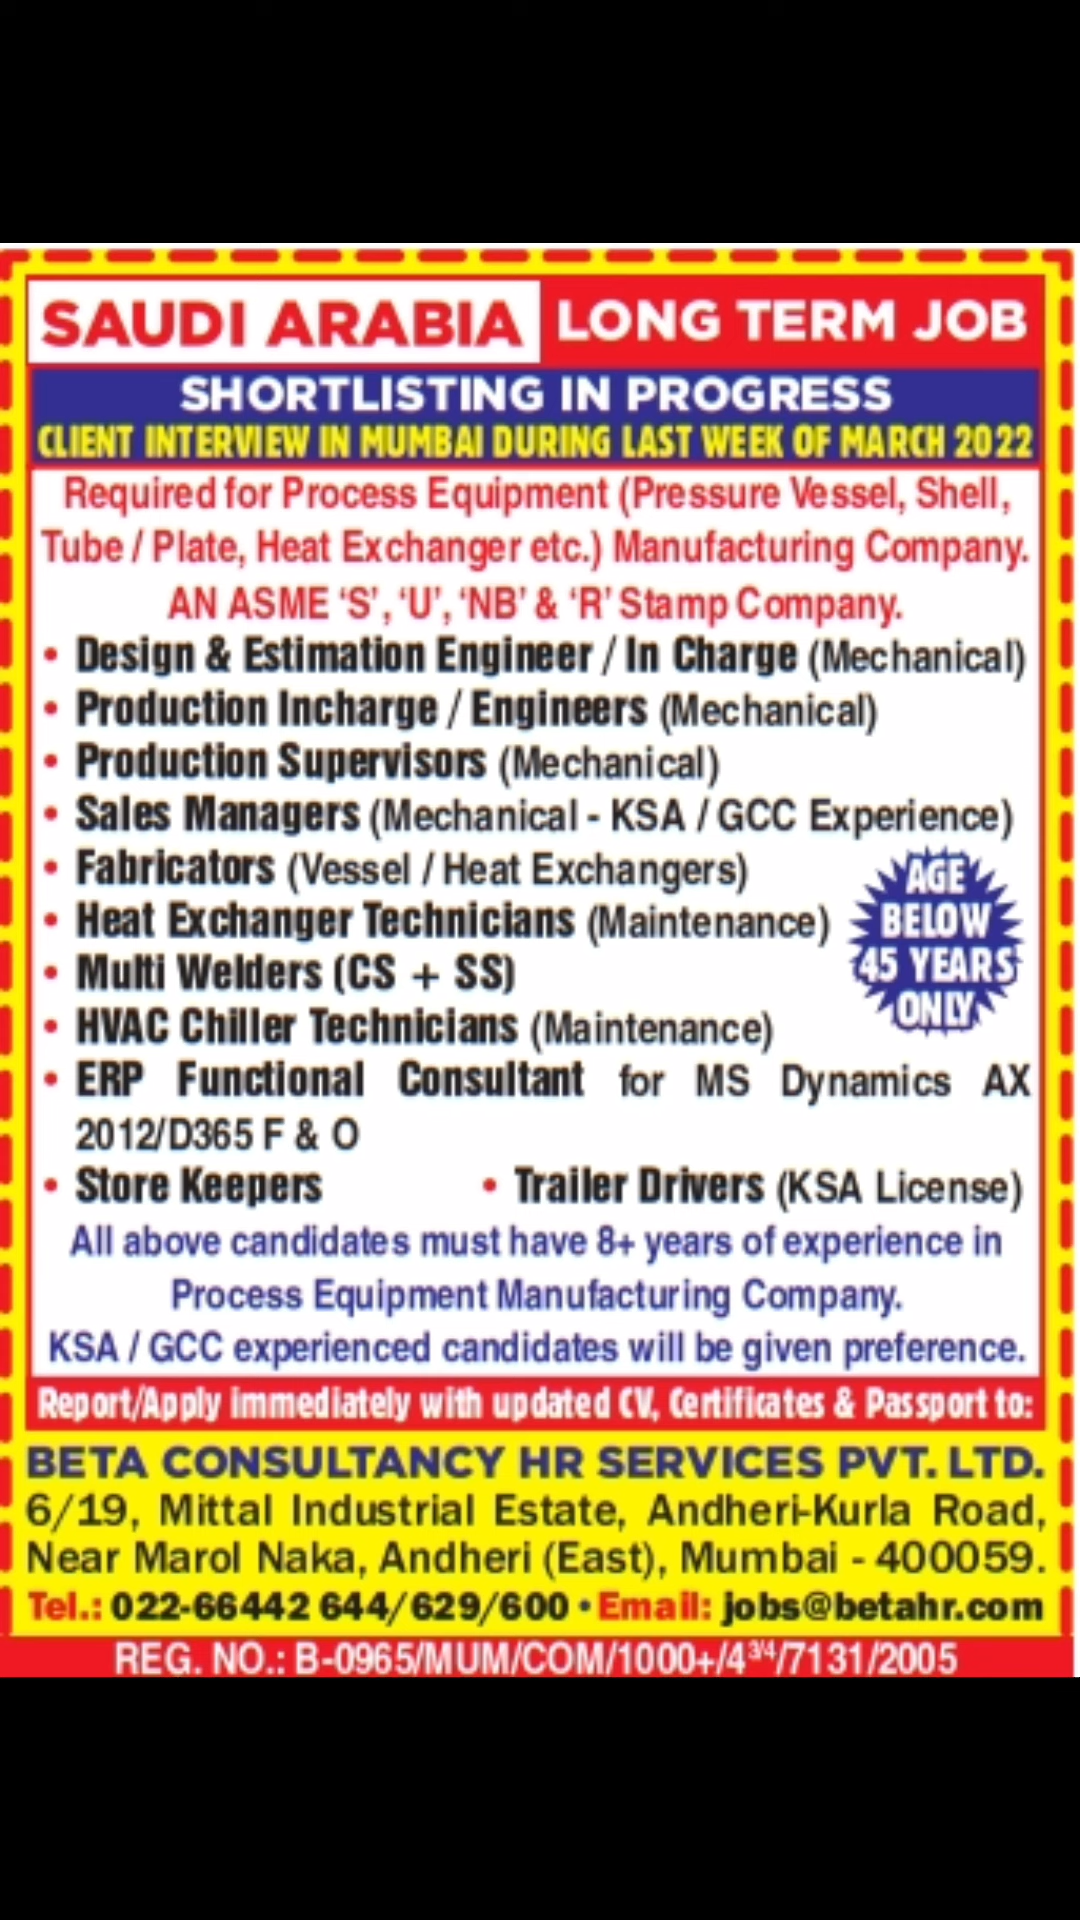 SAUDI ARABIA LONG TERM JOB
SHORTLISTING IN PROGRESS
CLIENT INTERVIEW IN MUMBAI DURING LAST WEEK OF MARCH 2022
Required for Process Equipment (Pressure Vessel, Shell,
Tube / Plate, Heat Exchanger etc.) Manufacturing Company.
AN ASME ‘S’, ‘U’, ‘NB’ & ‘R’ Stamp Company.
• Design & Estimation Engineer / In Charge (Mechanical)
• Production Incharge / Engineers (Mechanical)
• Production Supervisors (Mechanical)
• Sales Managers (Mechanical - KSA / GCC Experience)
• Fabricators (Vessel / Heat Exchangers)
• Heat Exchanger Technicians (Maintenance)
• Multi Welders (CS + SS)
• HVAC Chiller Technicians (Maintenance)
AGE
BELOW
45 YEARS
ONLY
• ERP Functional Consultant for MS Dynamics AX
2012/D365 F & O
• Store Keepers • Trailer Drivers (KSA License)
All above candidates must have 8+ years of experience in
Process Equipment Manufacturing Company.
KSA / GCC experienced candidates will be given preference.
Report/Apply immediately with updated CV, Certificates & Passport to:
BETA CONSULTANCY HR SERVICES PVT. LTD.
6/19, Mittal Industrial Estate, Andheri-Kurla Road,
Near Marol Naka, Andheri (East), Mumbai - 400059.
Tel.: 022-66442 644/629/600 • Email: jobs@betahr.com
REG. NO.: B-0965/MUM/COM/1000+/4¾/7131/2005